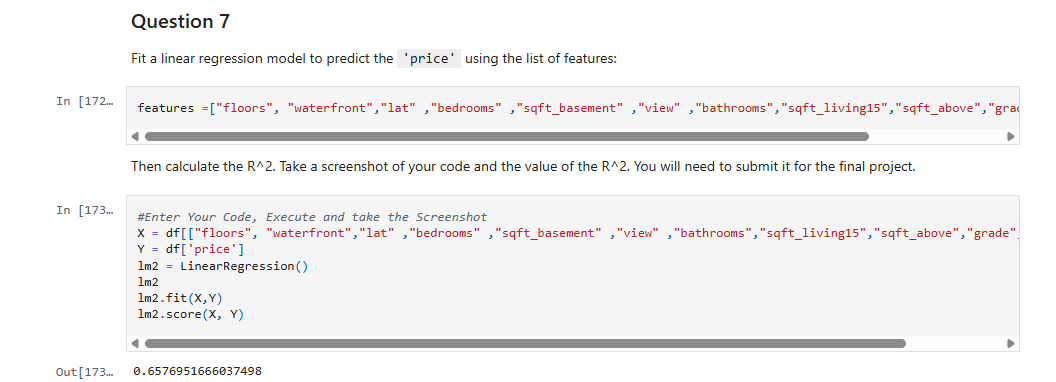 Question 7
Fit a linear regression model to predict the 'price' using the list of features:
In [172…
features =["floors", "waterfront","lat" ,"bedrooms" ,"sqft_basement" ,"view" ,"bathrooms","sqft_living15","sqft_above","grad
Then calculate the R^2. Take a screenshot of your code and the value of the R^2. You will need to submit it for the final project.
In [173…
#Enter Your Code, Execute and take the Screenshot
X = df[["floors", "waterfront","lat" ,"bedrooms" ,"sqft_basement" ,"view" ,"bathrooms","sqft_living15","sqft_above","grade"
Y = df['price']
lm2 = LinearRegression()
lm2
lm2.fit(X,Y)
lm2.score(X, Y)
Out[173…
0.6576951666037498